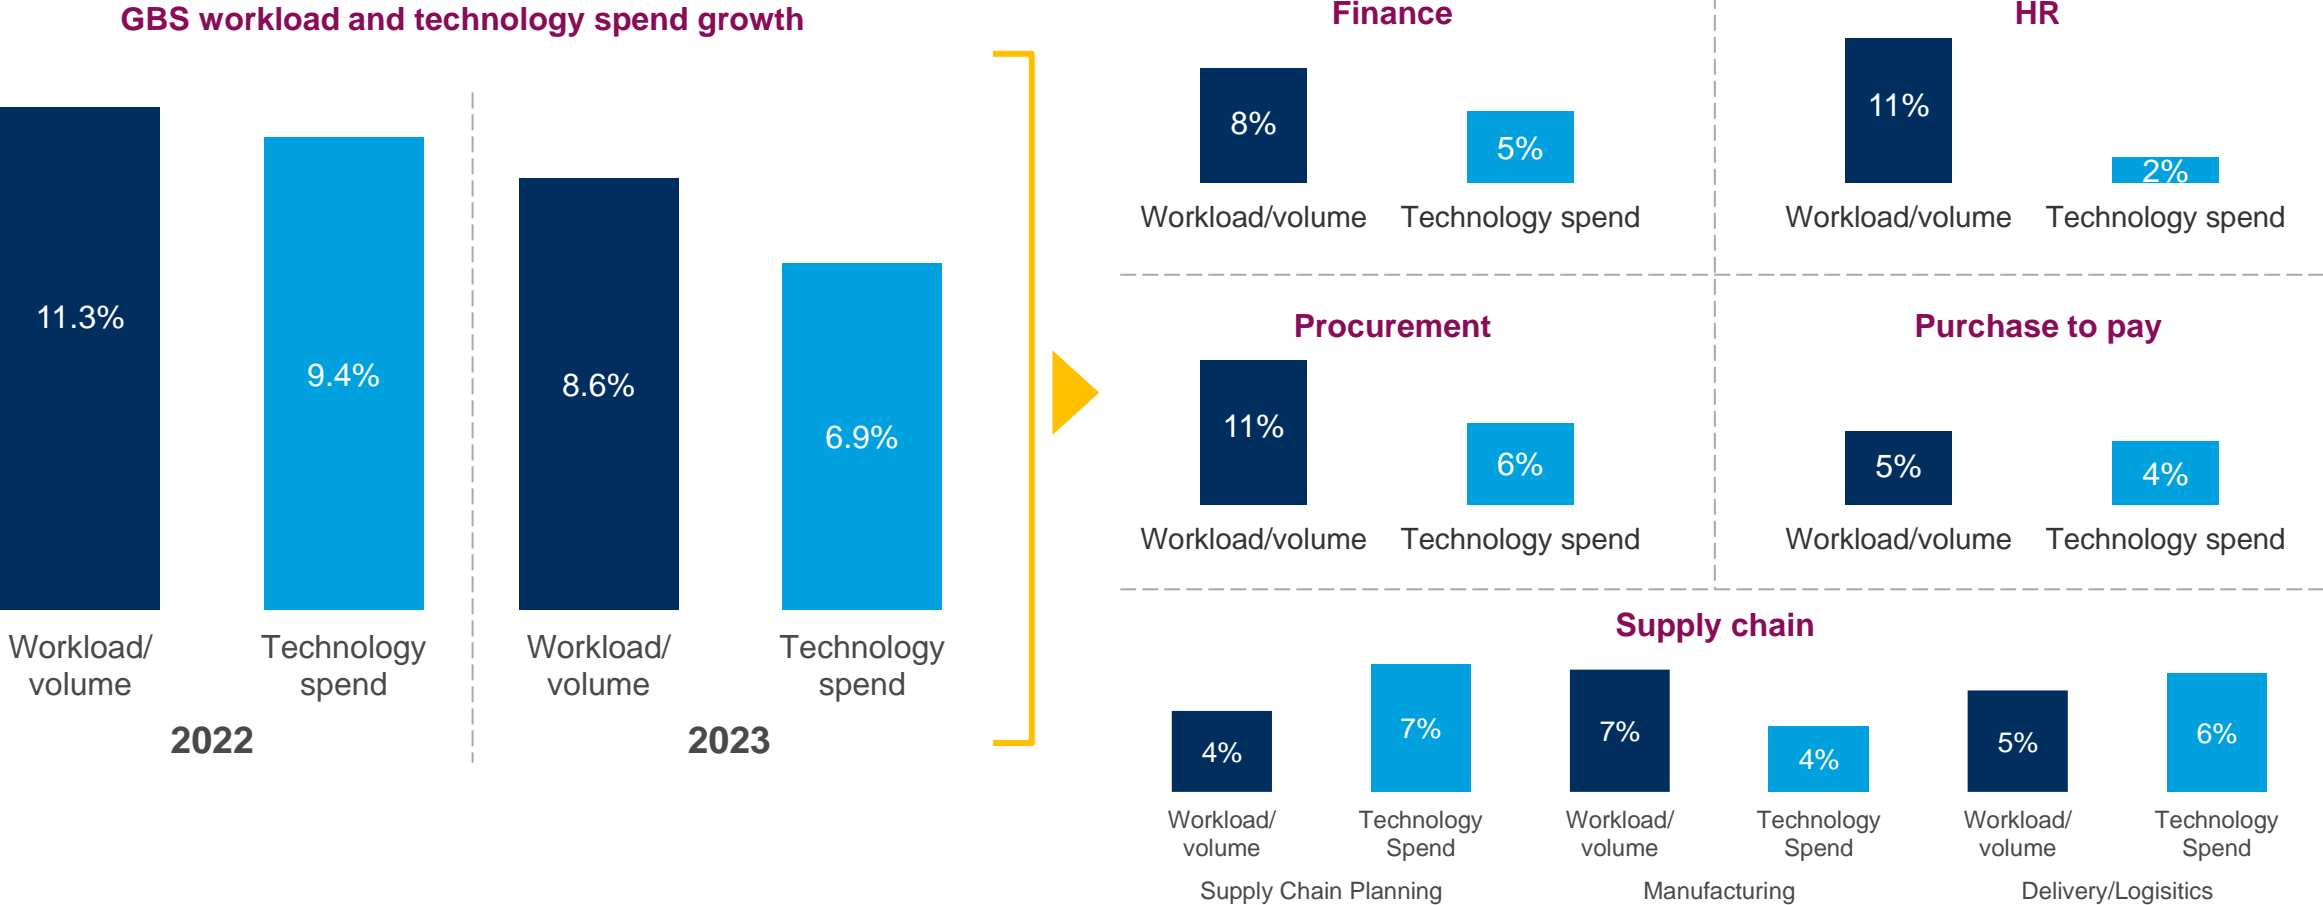 GBS workload and technology spend growth
11.3%
9.4%
8.6%
6.9%
Workload/
volume
Technology
spend
Workload/
volume
Technology
spend
2022
2023
Finance
8%
5%
Workload/volume
Technology spend
HR
11%
2%
Workload/volume
Technology spend
Procurement
11%
6%
Workload/volume
Technology spend
Purchase to pay
5%
4%
Workload/volume
Technology spend
Supply chain
4%
7%
7%
4%
5%
6%
Workload/
volume
Technology
Spend
Workload/
volume
Technology
Spend
Workload/
volume
Technology
Spend
Supply Chain Planning
Manufacturing
Delivery/Logisitics